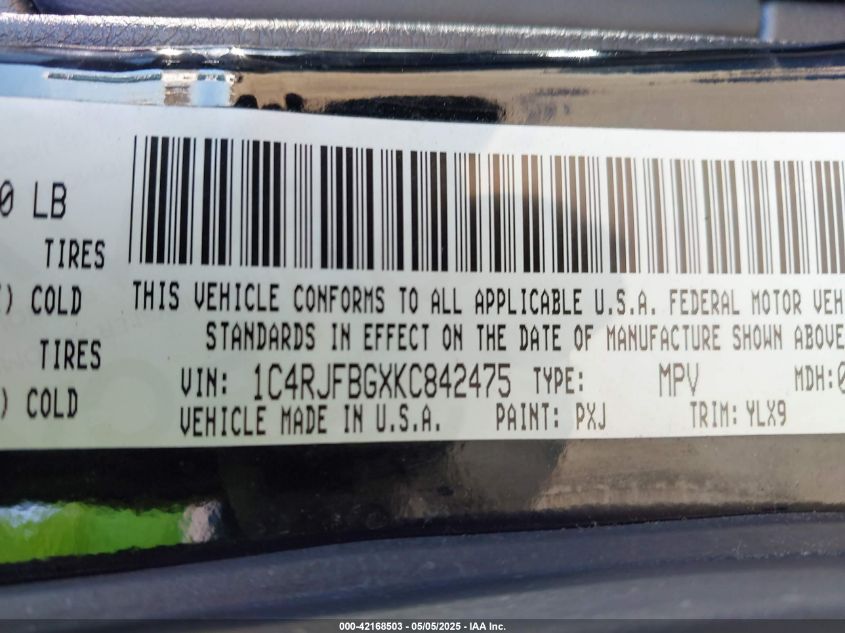 0 LB
TIRES
) COLD
TIRES
) COLD
THIS VEHICLE CONFORMS TO ALL APPLICABLE U.S.A. FEDERAL MOTOR VEH
STANDARDS IN EFFECT ON THE DATE OF MANUFACTURE SHOWN ABOVE
VIN: 1C4RJFBGXKC842475 TYPE: MPV MDH:0
VEHICLE MADE IN U.S.A. PAINT: PXJ TRIM: YLX9
000-42168503 - 05/05/2025 - IAA Inc.